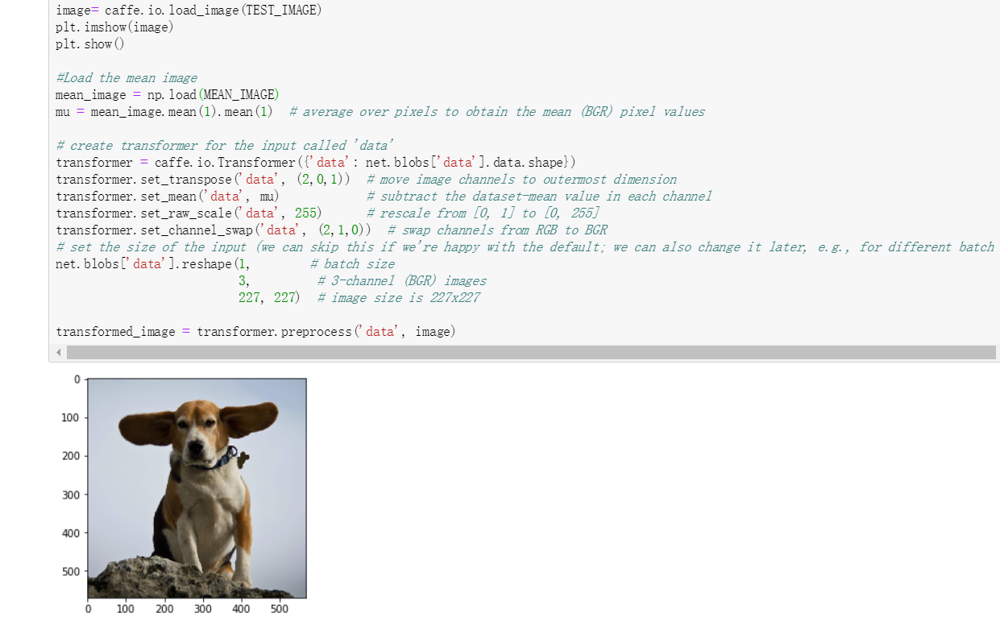 image= caffe.io.load_image(TEST_IMAGE)
plt.imshow(image)
plt.show()
#Load the mean image
mean_image = np.load(MEAN_IMAGE)
mu = mean_image.mean(1).mean(1)  # average over pixels to obtain the mean (BGR) pixel values
# create transformer for the input called 'data'
transformer = caffe.io.Transformer({'data': net.blobs['data'].data.shape})
transformer.set_transpose('data', (2,0,1))  # move image channels to outermost dimension
transformer.set_mean('data', mu)            # subtract the dataset-mean value in each channel
transformer.set_raw_scale('data', 255)      # rescale from [0, 1] to [0, 255]
transformer.set_channel_swap('data', (2,1,0))  # swap channels from RGB to BGR
# set the size of the input (we can skip this if we're happy with the default; we can also change it later, e.g., for different batch
net.blobs['data'].reshape(1,        # batch size
3,         # 3-channel (BGR) images
227, 227)  # image size is 227x227
transformed_image = transformer.preprocess('data', image)
0
100
200
300
400
500
0 100 200 300 400 500